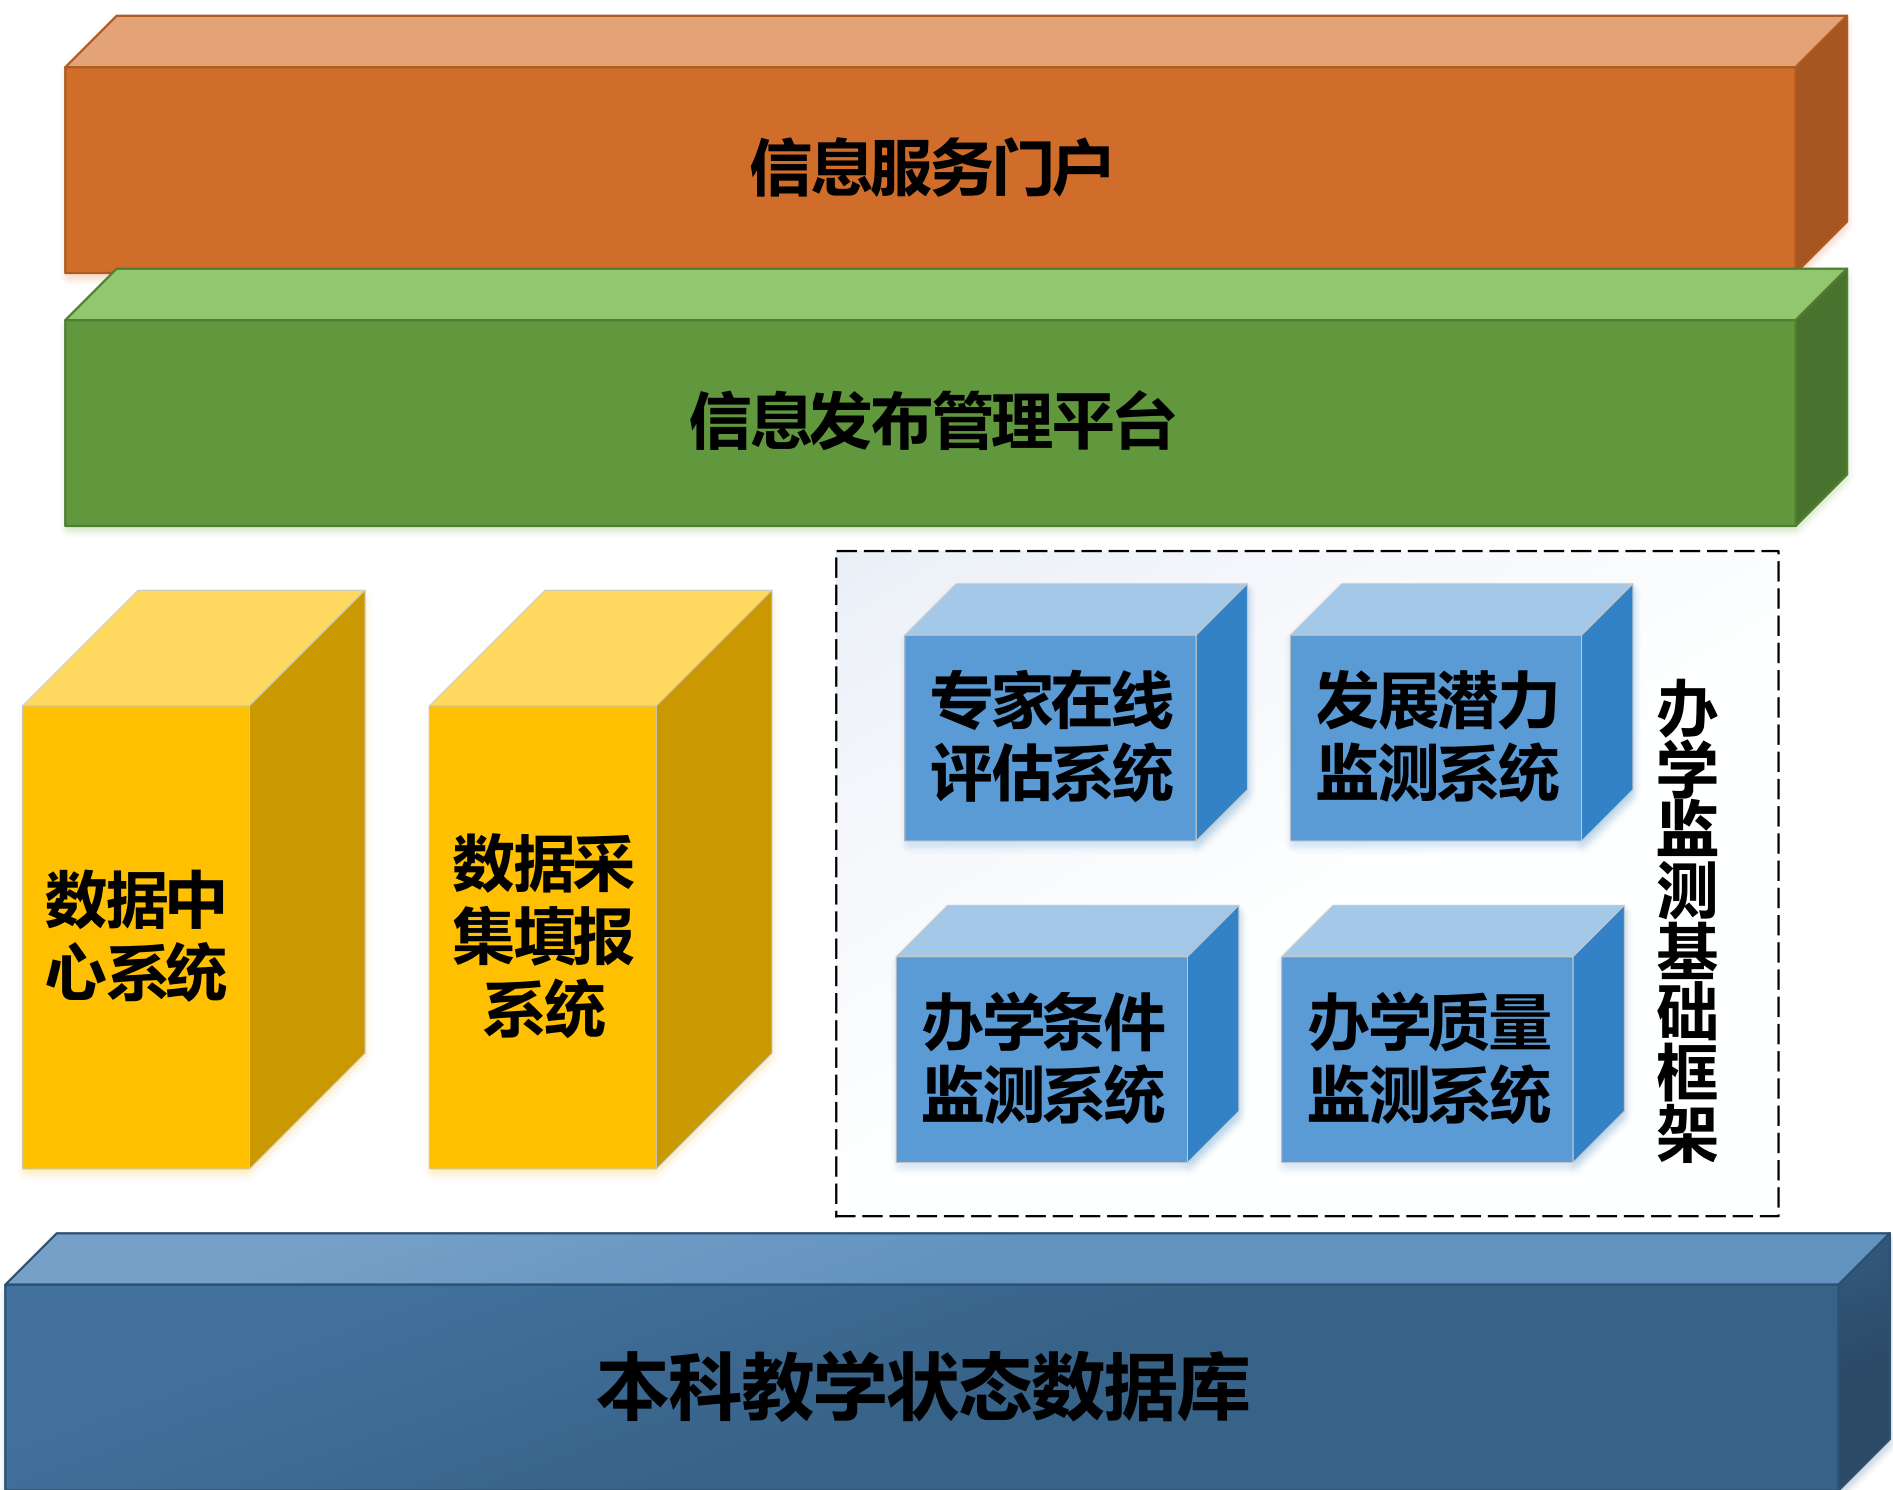 信息服务门户
信息发布管理平台
数据中
心系统
数据采
集填报
系统
专家在线
评估系统
发展潜力
监测系统
办学条件
监测系统
办学质量
监测系统
办学监测基础框架
本科教学状态数据库